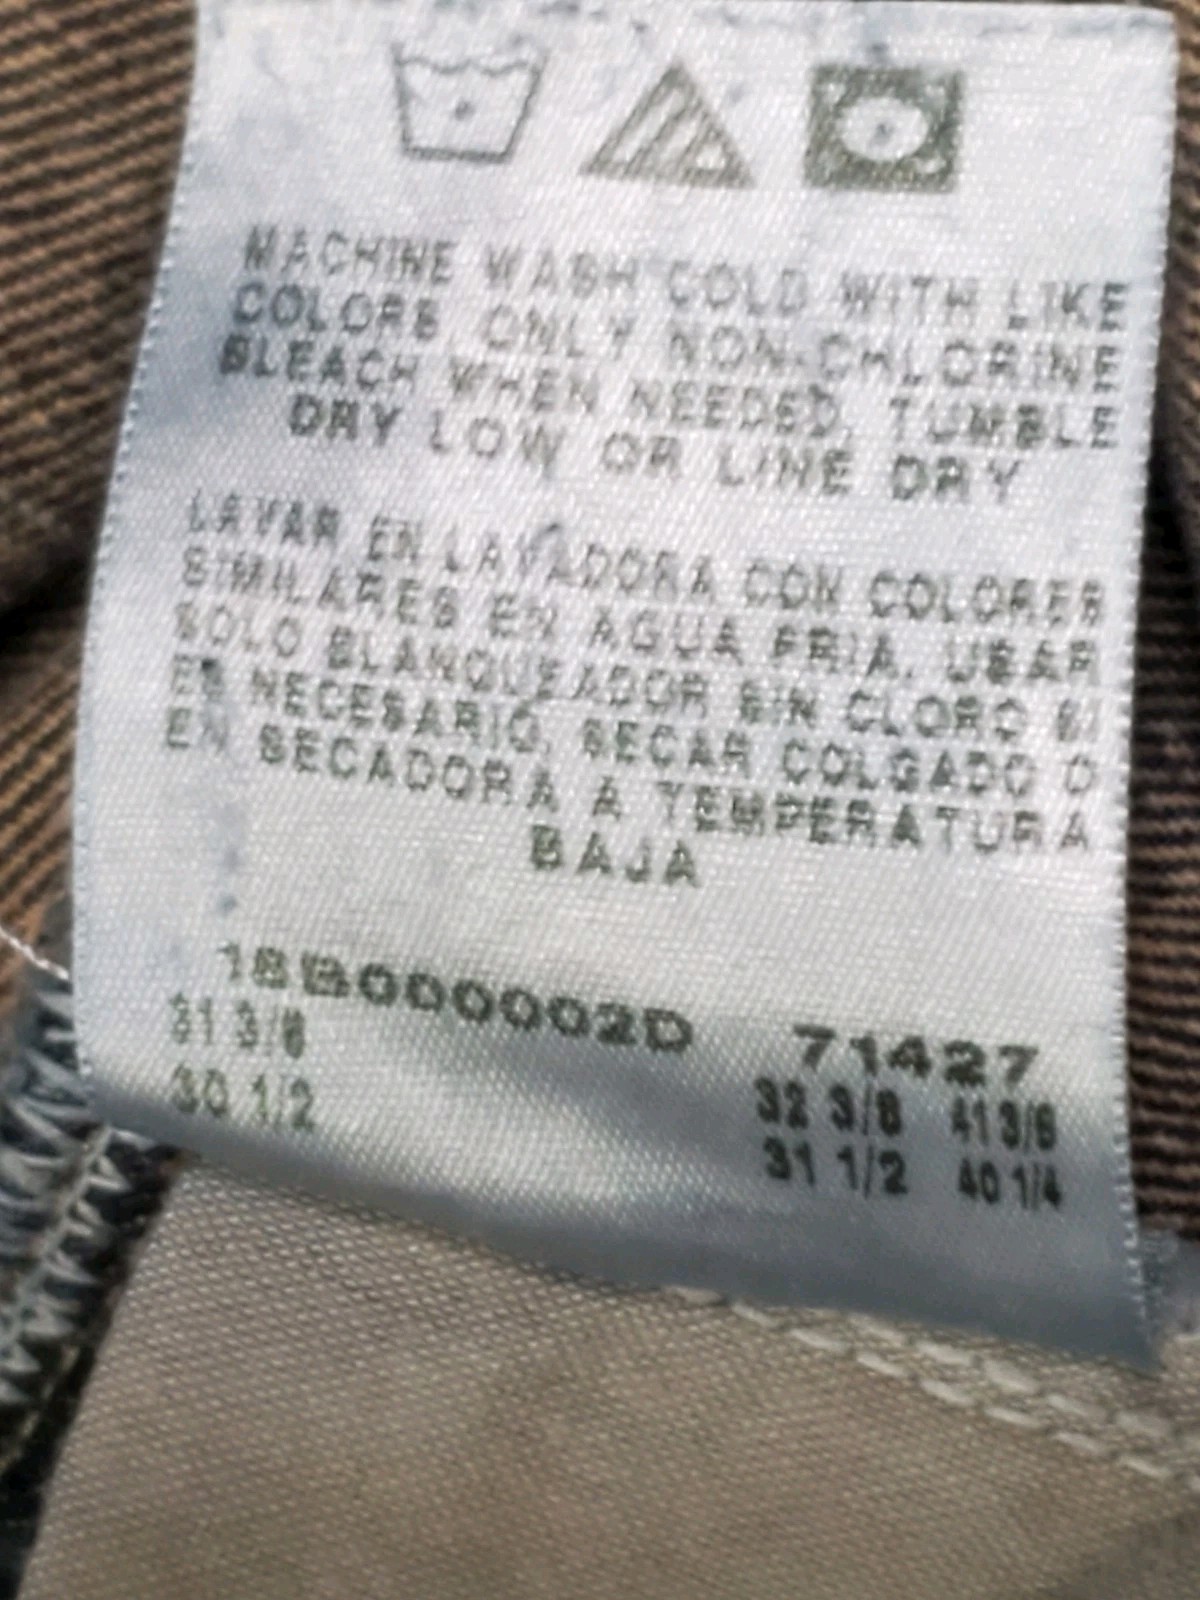 MACHINE WASH COLD WITH LIKE
COLORS ONLY NON-CHLORINE
BLEACH WHEN NEEDED, TUMBLE
DRY LOW OR LINE DRY
LAVAR EN LAVADORA CON COLORES
SIMILARES EN AGUA FRIA, USAR
SOLO BLANQUEADOR SIN CLORO SI
ES NECESARIO, SECAR COLGADO O
EN SECADORA A TEMPERATURA
BAJA
18B000002D 71427
31 3/8 32 3/8 41 3/8
30 1/2 31 1/2 40 1/4